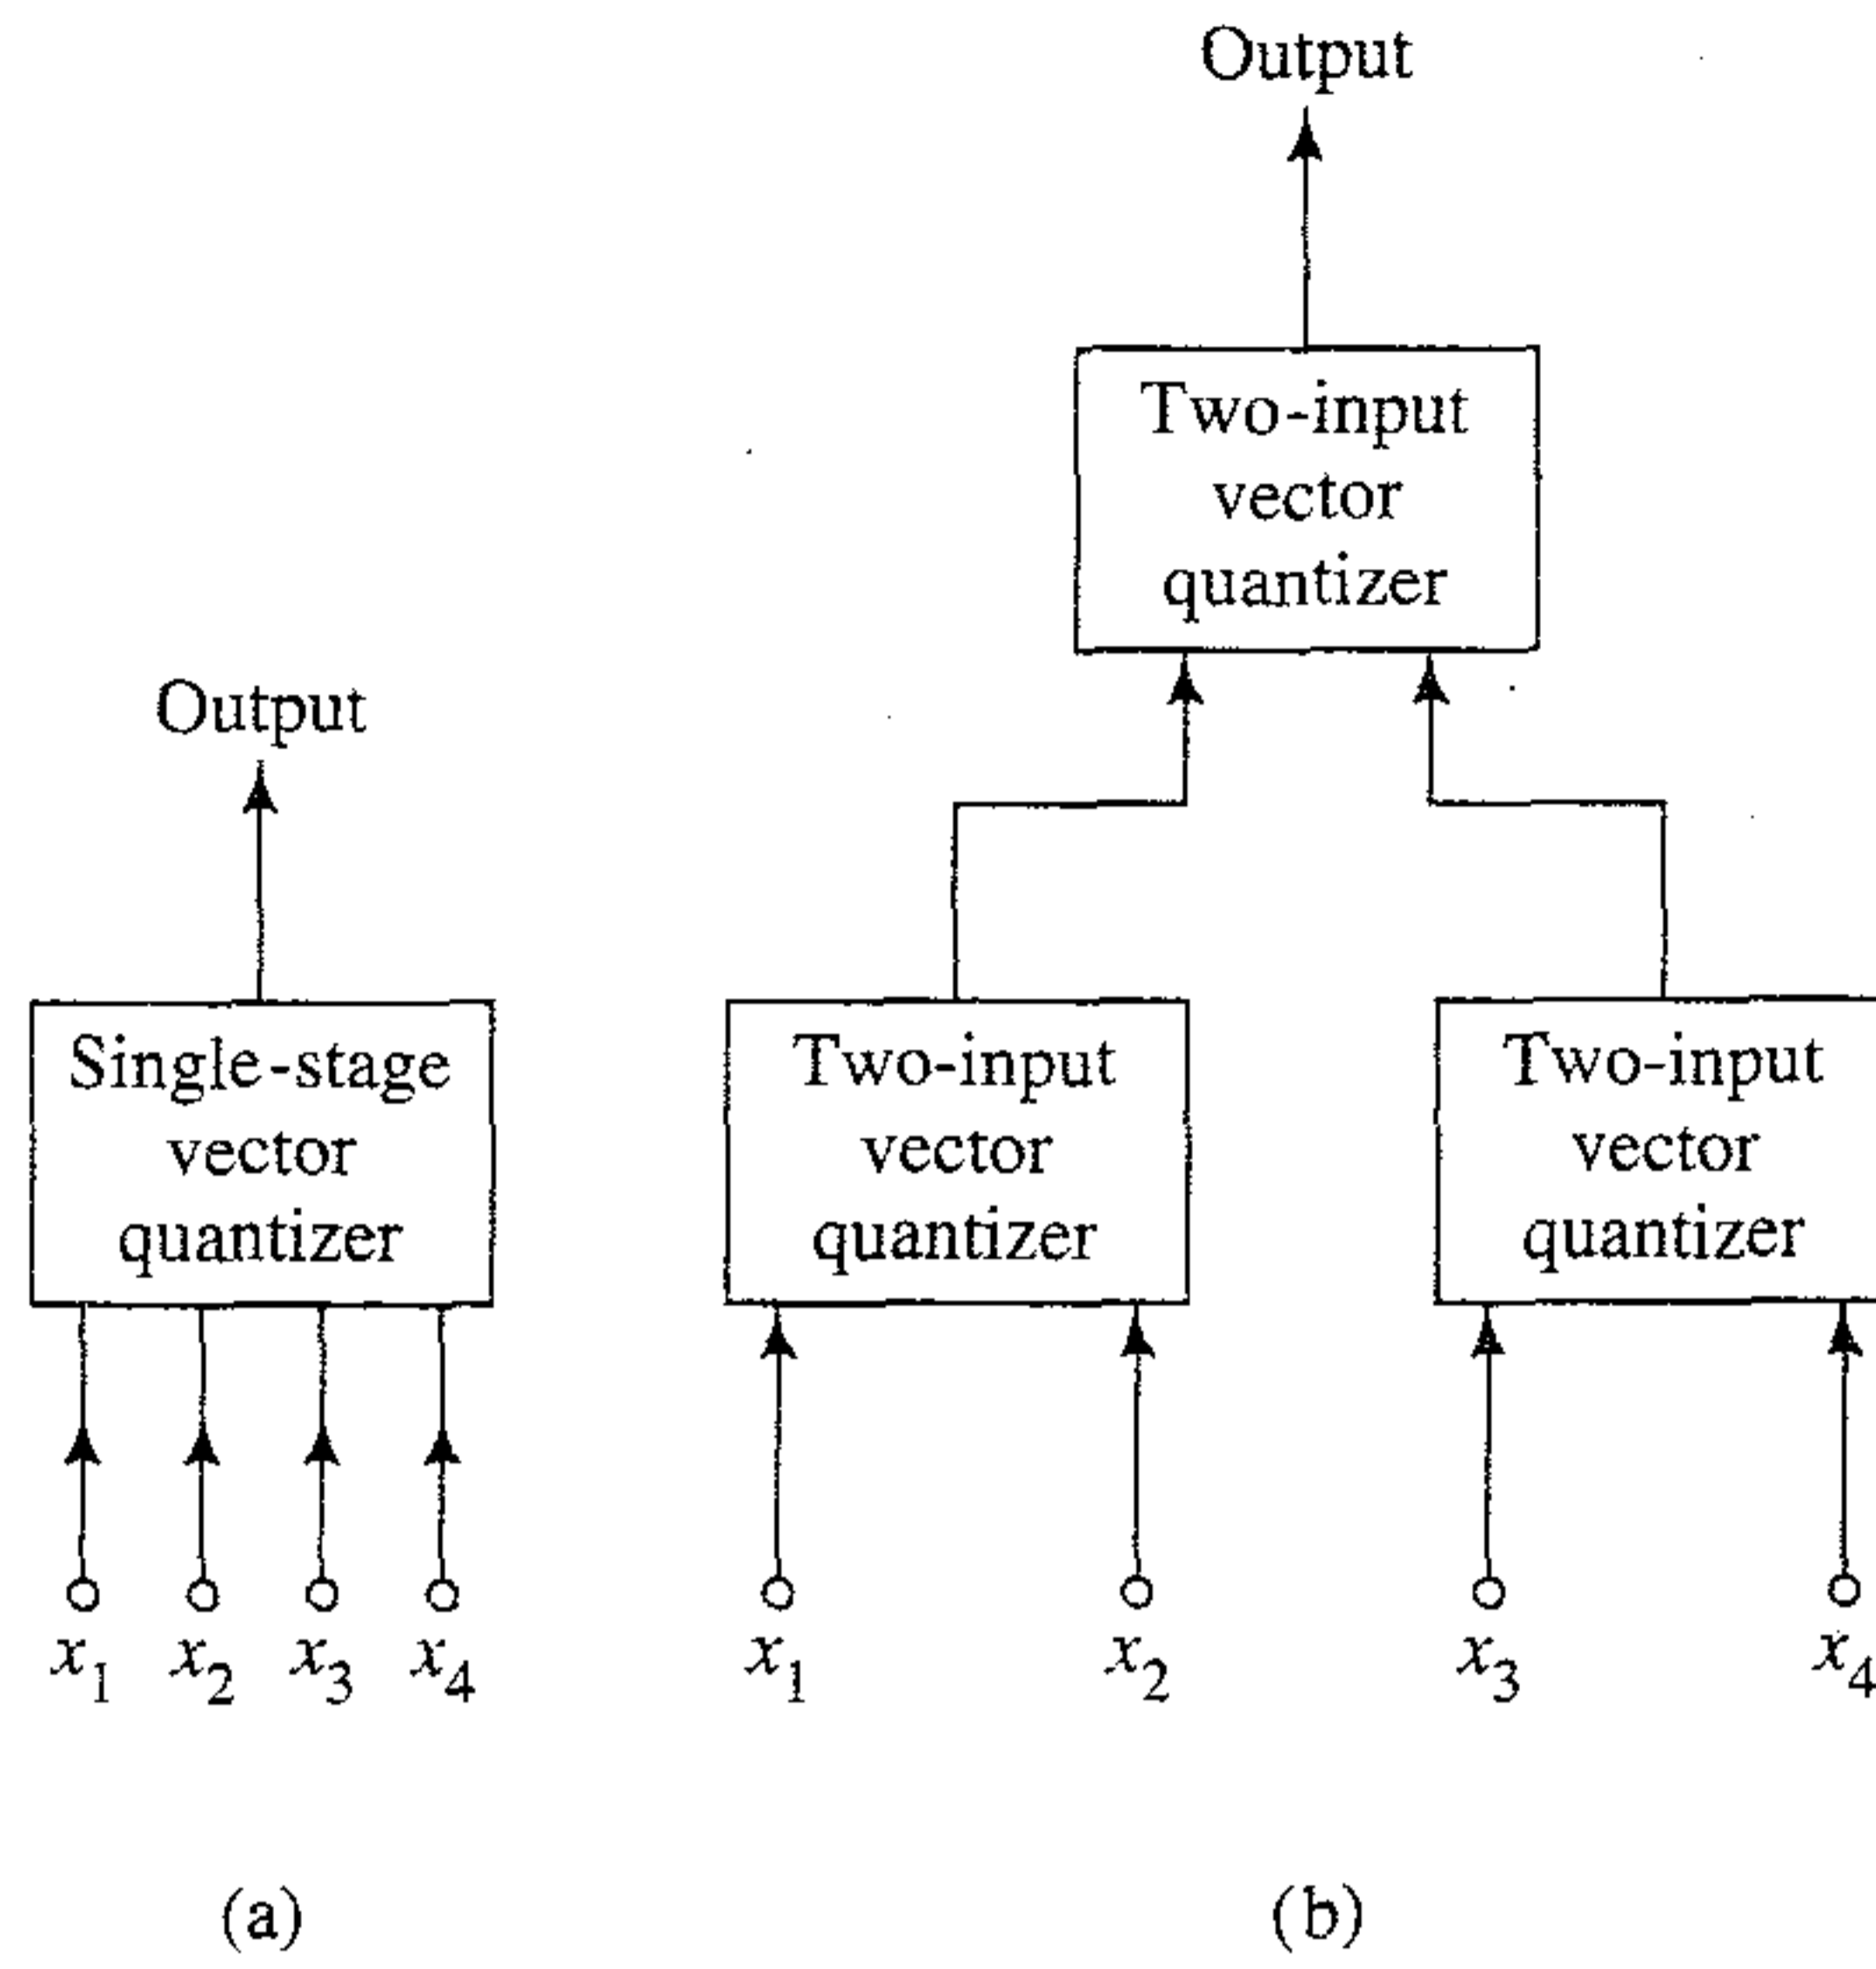 Output
Two-input
vector
quantizer
Output
Single-stage
vector
quantizer
Two-input
vector
quantizer
Two-input
vector
quantizer
x1 x2 x3 x4
x1 x2 x3 x4
(a)
(b)